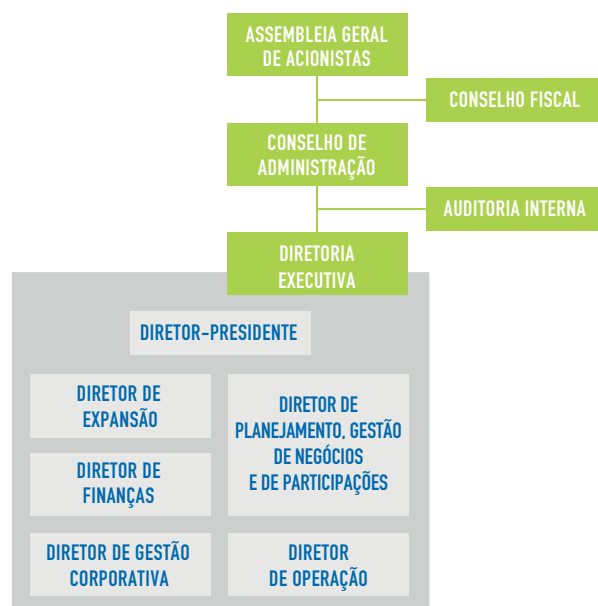 ASSEMBLEIA GERAL
DE ACIONISTAS
CONSELHO FISCAL
CONSELHO DE
ADMINISTRAÇÃO
AUDITORIA INTERNA
DIRETORIA
EXECUTIVA
DIRETOR-PRESIDENTE
DIRETOR DE
EXPANSÃO
DIRETOR DE
PLANEJAMENTO, GESTÃO
DE NEGÓCIOS
E DE PARTICIPAÇÕES
DIRETOR DE
FINANÇAS
DIRETOR DE GESTÃO
CORPORATIVA
DIRETOR
DE OPERAÇÃO